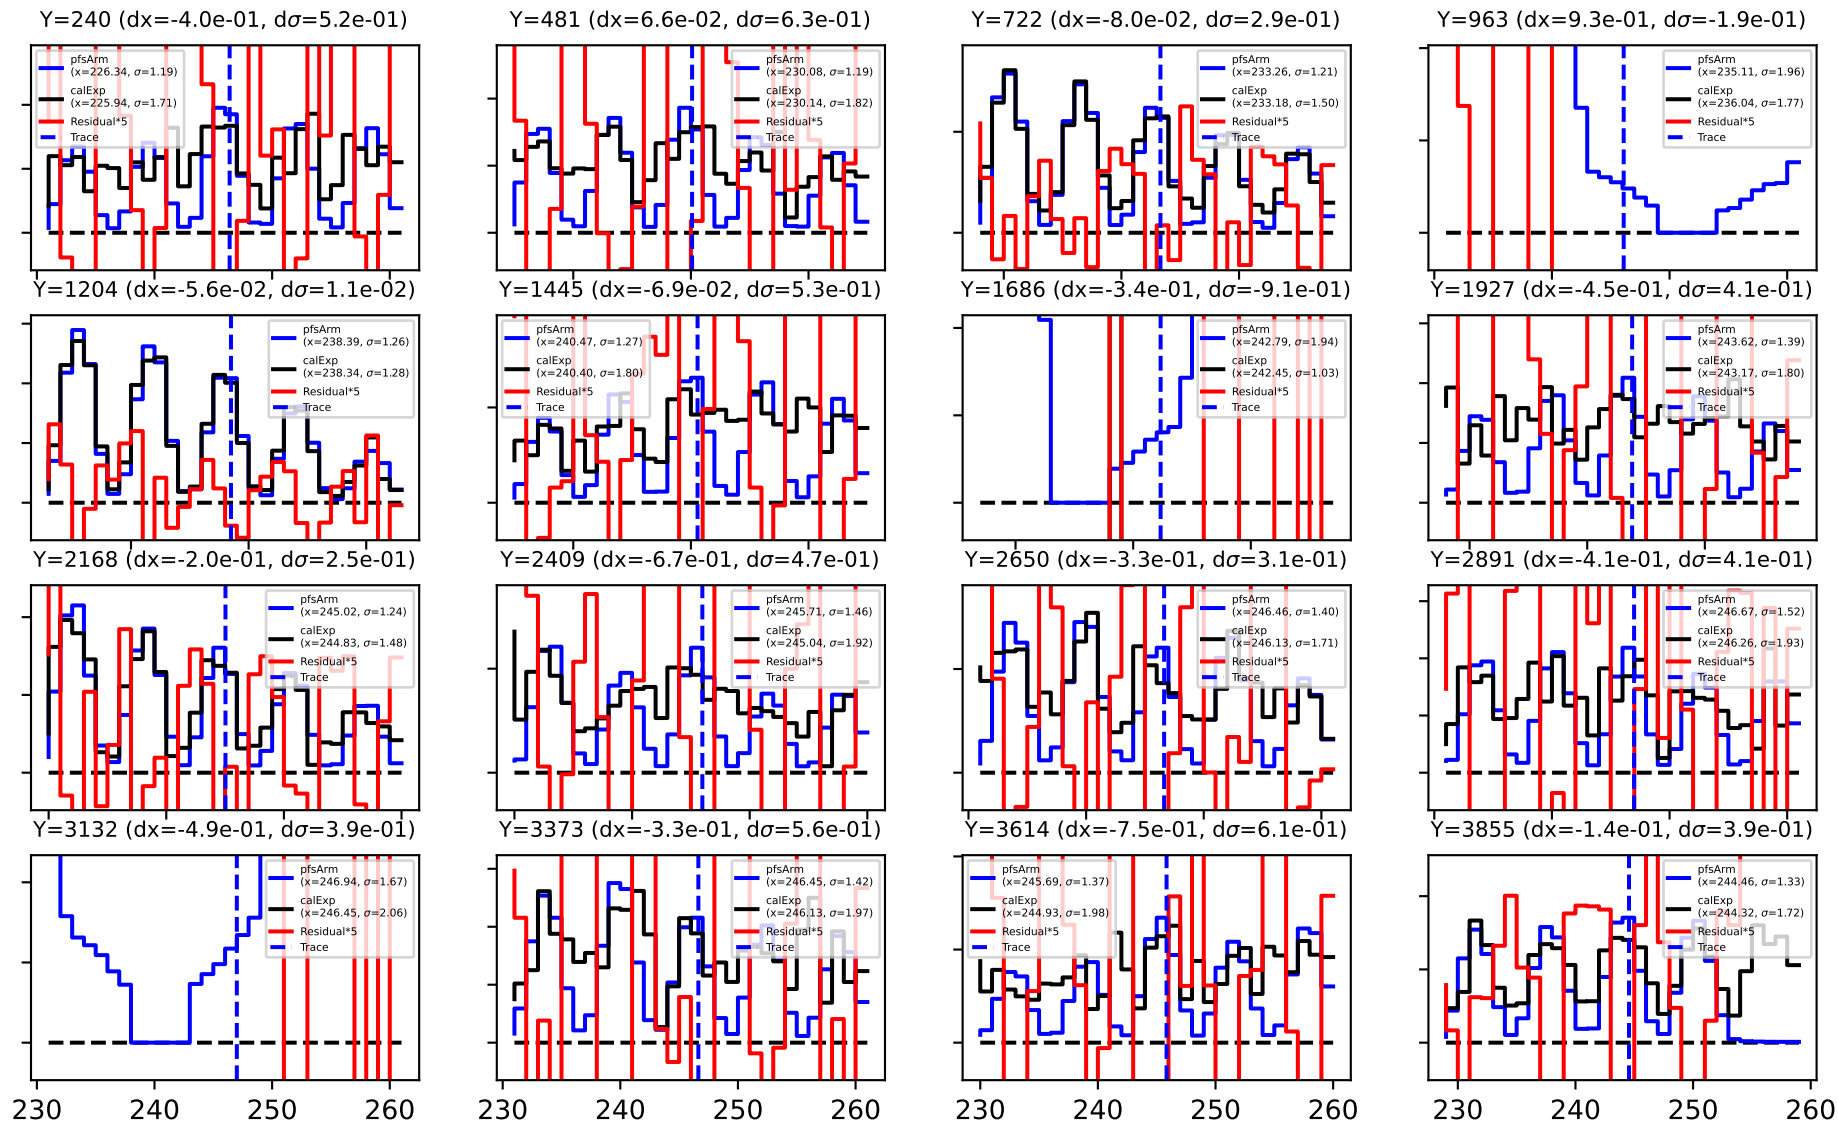 Y=240 (dx=-4.0e-01, dσ=5.2e-01)
pfsArm
(x=226.34, σ=1.19)
calExp
(x=225.94, σ=1.71)
Residual*5
Trace
Y=481 (dx=6.6e-02, dσ=6.3e-01)
pfsArm
(x=230.08, σ=1.19)
calExp
(x=230.14, σ=1.82)
Residual*5
Trace
Y=722 (dx=-8.0e-02, dσ=2.9e-01)
pfsArm
(x=233.26, σ=1.21)
calExp
(x=233.18, σ=1.50)
Residual*5
Trace
Y=963 (dx=9.3e-01, dσ=-1.9e-01)
pfsArm
(x=235.11, σ=1.96)
calExp
(x=236.04, σ=1.77)
Residual*5
Trace
Y=1204 (dx=-5.6e-02, dσ=1.1e-02)
pfsArm
(x=238.39, σ=1.26)
calExp
(x=238.34, σ=1.28)
Residual*5
Trace
Y=1445 (dx=-6.9e-02, dσ=5.3e-01)
pfsArm
(x=240.47, σ=1.27)
calExp
(x=240.40, σ=1.80)
Residual*5
Trace
Y=1686 (dx=-3.4e-01, dσ=-9.1e-01)
pfsArm
(x=242.79, σ=1.94)
calExp
(x=242.45, σ=1.03)
Residual*5
Trace
Y=1927 (dx=-4.5e-01, dσ=4.1e-01)
pfsArm
(x=243.62, σ=1.39)
calExp
(x=243.17, σ=1.80)
Residual*5
Trace
Y=2168 (dx=-2.0e-01, dσ=2.5e-01)
pfsArm
(x=245.02, σ=1.24)
calExp
(x=244.83, σ=1.48)
Residual*5
Trace
Y=2409 (dx=-6.7e-01, dσ=4.7e-01)
pfsArm
(x=245.71, σ=1.46)
calExp
(x=245.04, σ=1.92)
Residual*5
Trace
Y=2650 (dx=-3.3e-01, dσ=3.1e-01)
pfsArm
(x=246.46, σ=1.40)
calExp
(x=246.13, σ=1.71)
Residual*5
Trace
Y=2891 (dx=-4.1e-01, dσ=4.1e-01)
pfsArm
(x=246.67, σ=1.52)
calExp
(x=246.26, σ=1.93)
Residual*5
Trace
Y=3132 (dx=-4.9e-01, dσ=3.9e-01)
pfsArm
(x=246.94, σ=1.67)
calExp
(x=246.45, σ=2.06)
Residual*5
Trace
Y=3373 (dx=-3.3e-01, dσ=5.6e-01)
pfsArm
(x=246.45, σ=1.42)
calExp
(x=246.13, σ=1.97)
Residual*5
Trace
Y=3614 (dx=-7.5e-01, dσ=6.1e-01)
pfsArm
(x=245.69, σ=1.37)
calExp
(x=244.93, σ=1.98)
Residual*5
Trace
Y=3855 (dx=-1.4e-01, dσ=3.9e-01)
pfsArm
(x=244.46, σ=1.33)
calExp
(x=244.32, σ=1.72)
Residual*5
Trace
230 240 250 260
230 240 250 260
230 240 250 260
230 240 250 260